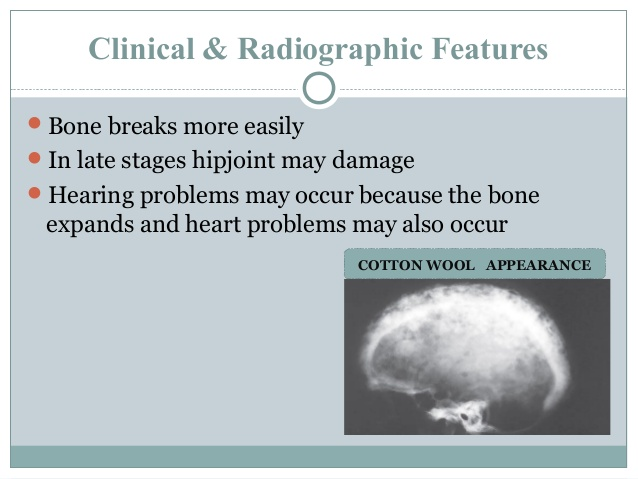 Clinical & Radiographic Features
Bone breaks more easily
In late stages hipjoint may damage
Hearing problems may occur because the bone
expands and heart problems may also occur
COTTON WOOL APPEARANCE